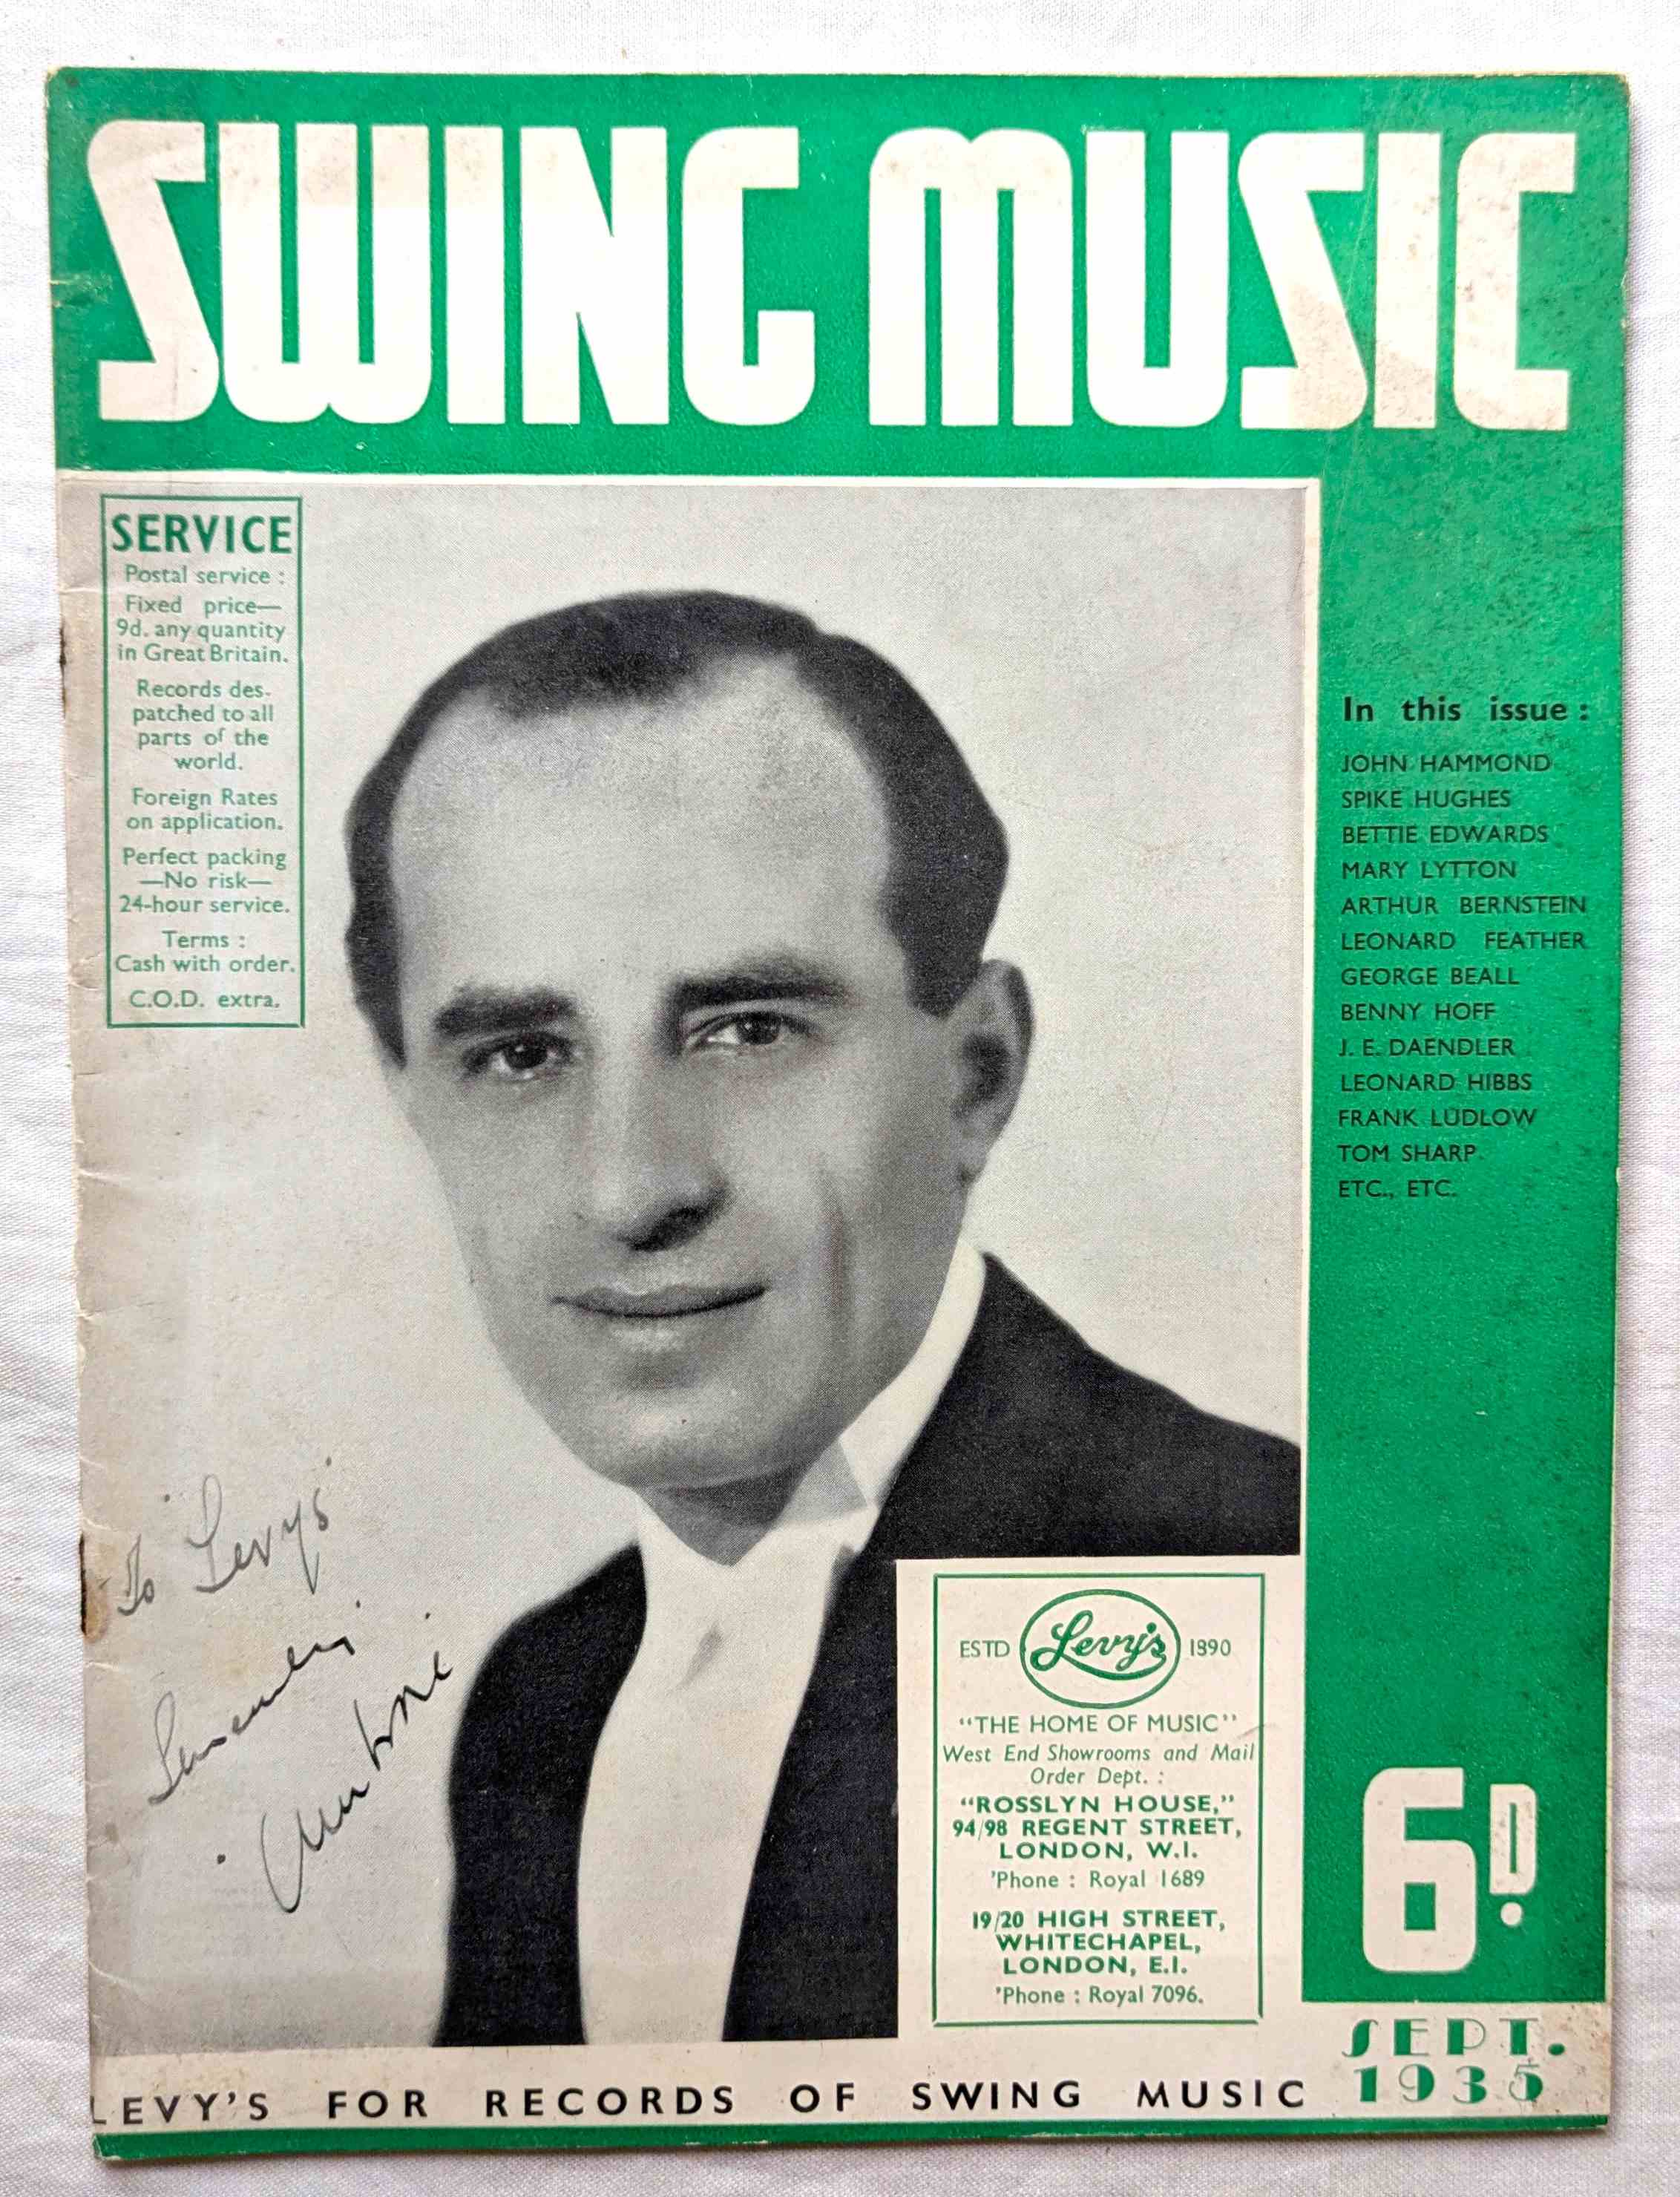 SWING MUSIC
SERVICE
Postal service :
Fixed price—
9d. any quantity
in Great Britain.
Records des-
patched to all
parts of the
world.
Foreign Rates
on application.
Perfect packing
—No risk—
24-hour service.
Terms :
Cash with order.
C.O.D. extra.
In this issue :
JOHN HAMMOND
SPIKE HUGHES
BETTIE EDWARDS
MARY LYTTON
ARTHUR BERNSTEIN
LEONARD FEATHER
GEORGE BEALL
BENNY HOFF
J. E. DAENDLER
LEONARD HIBBS
FRANK LUDLOW
TOM SHARP
ETC., ETC.
To Levys'
Sincerely
ESTD Levy's 1890
"THE HOME OF MUSIC"
West End Showrooms and Mail
Order Dept. :
"ROSSLYN HOUSE,"
94/98 REGENT STREET,
LONDON, W.I.
'Phone : Royal 1689
19/20 HIGH STREET,
WHITECHAPEL,
LONDON, E.I.
'Phone : Royal 7096.
6D.
SEPT.
1935
LEVY'S FOR RECORDS OF SWING MUSIC